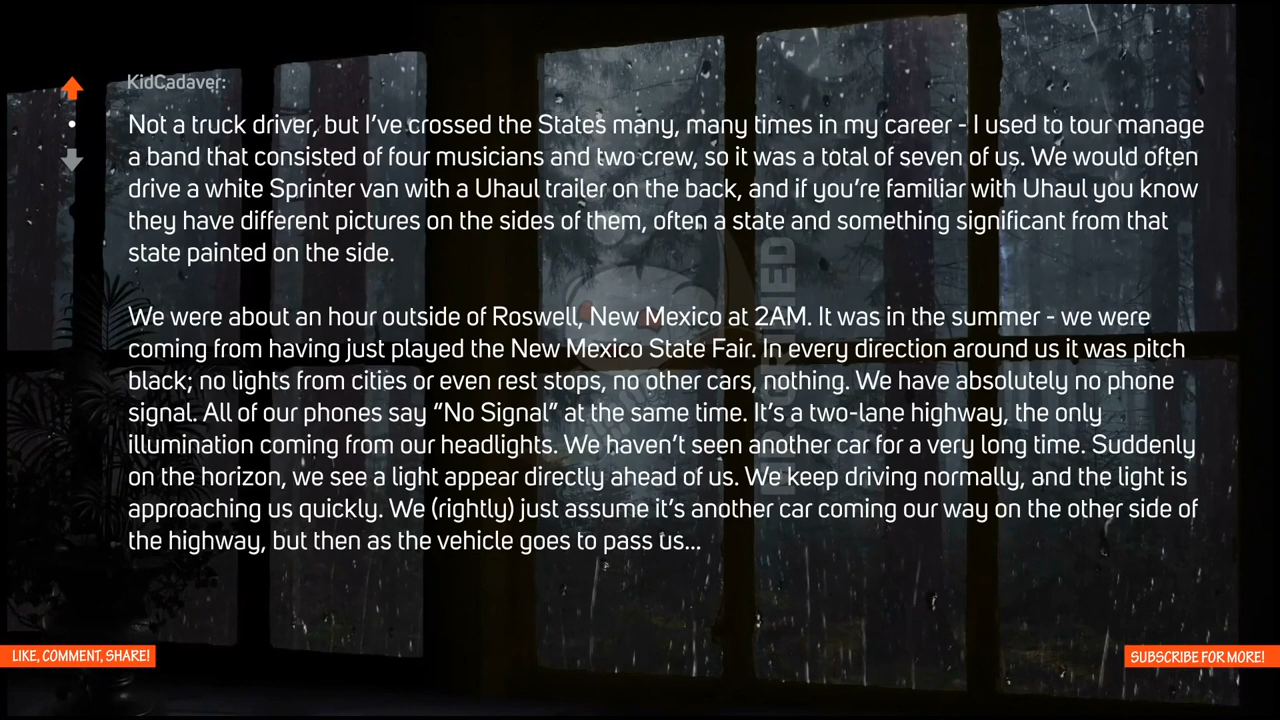 KidCadaver:
Not a truck driver, but I've crossed the States many, many times in my career - I used to tour manage
a band that consisted of four musicians and two crew, so it was a total of seven of us. We would often
drive a white Sprinter van with a Uhaul trailer on the back, and if you're familiar with Uhaul you know
they have different pictures on the sides of them, often a state and something significant from that
state painted on the side.
We were about an hour outside of Roswell, New Mexico at 2AM. It was in the summer - we were
coming from having just played the New Mexico State Fair. In every direction around us it was pitch
black; no lights from cities or even rest stops, no other cars, nothing. We have absolutely no phone
signal. All of our phones say “No Signal” at the same time. It's a two-lane highway, the only
illumination coming from our headlights. We haven't seen another car for a very long time. Suddenly
on the horizon, we see a light appear directly ahead of us. We keep driving normally, and the light is
approaching us quickly. We (rightly) just assume it's another car coming our way on the other side of
the highway, but then as the vehicle goes to pass us...
LIKE, COMMENT, SHARE!
SUBSCRIBE FOR MORE!